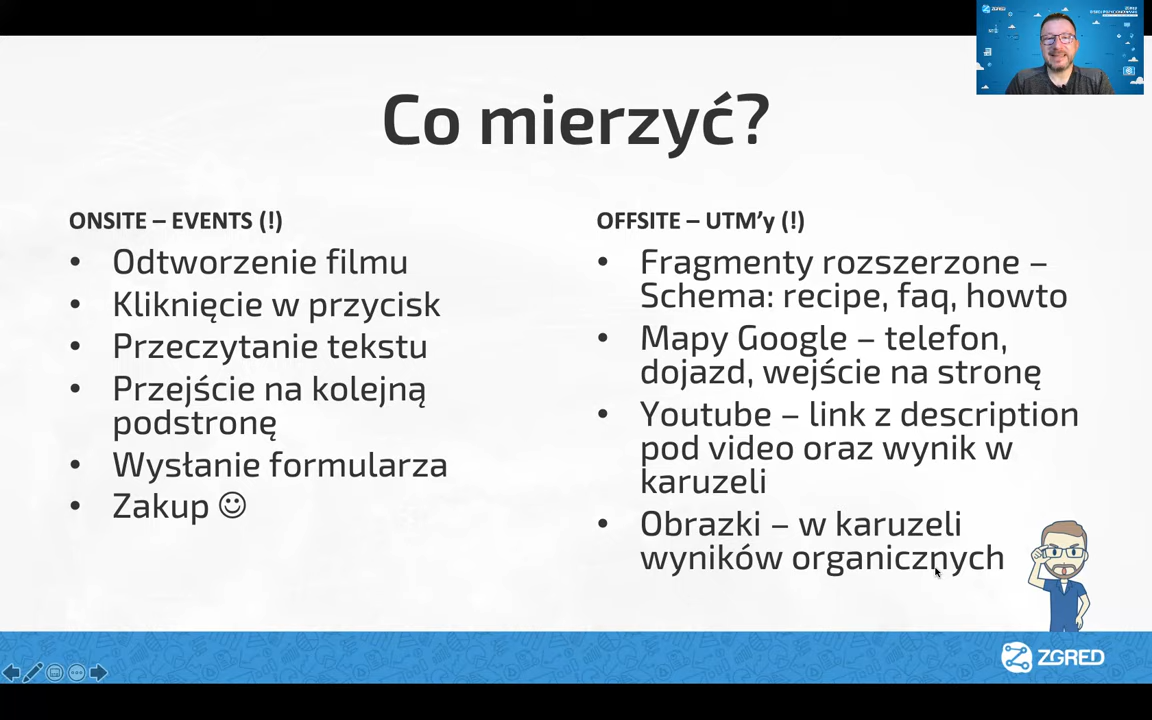 ZGRED
Co mierzyć?
ONSITE – EVENTS (!)
• Odtworzenie filmu
• Kliknięcie w przycisk
• Przeczytanie tekstu
• Przejście na kolejną
podstronę
• Wysłanie formularza
• Zakup ☺
OFFSITE – UTM’y (!)
• Fragmenty rozszerzone –
Schema: recipe, faq, howto
• Mapy Google – telefon,
dojazd, wejście na stronę
• Youtube – link z description
pod video oraz wynik w
karuzeli
• Obrazki – w karuzeli
wyników organicznych
ZGRED